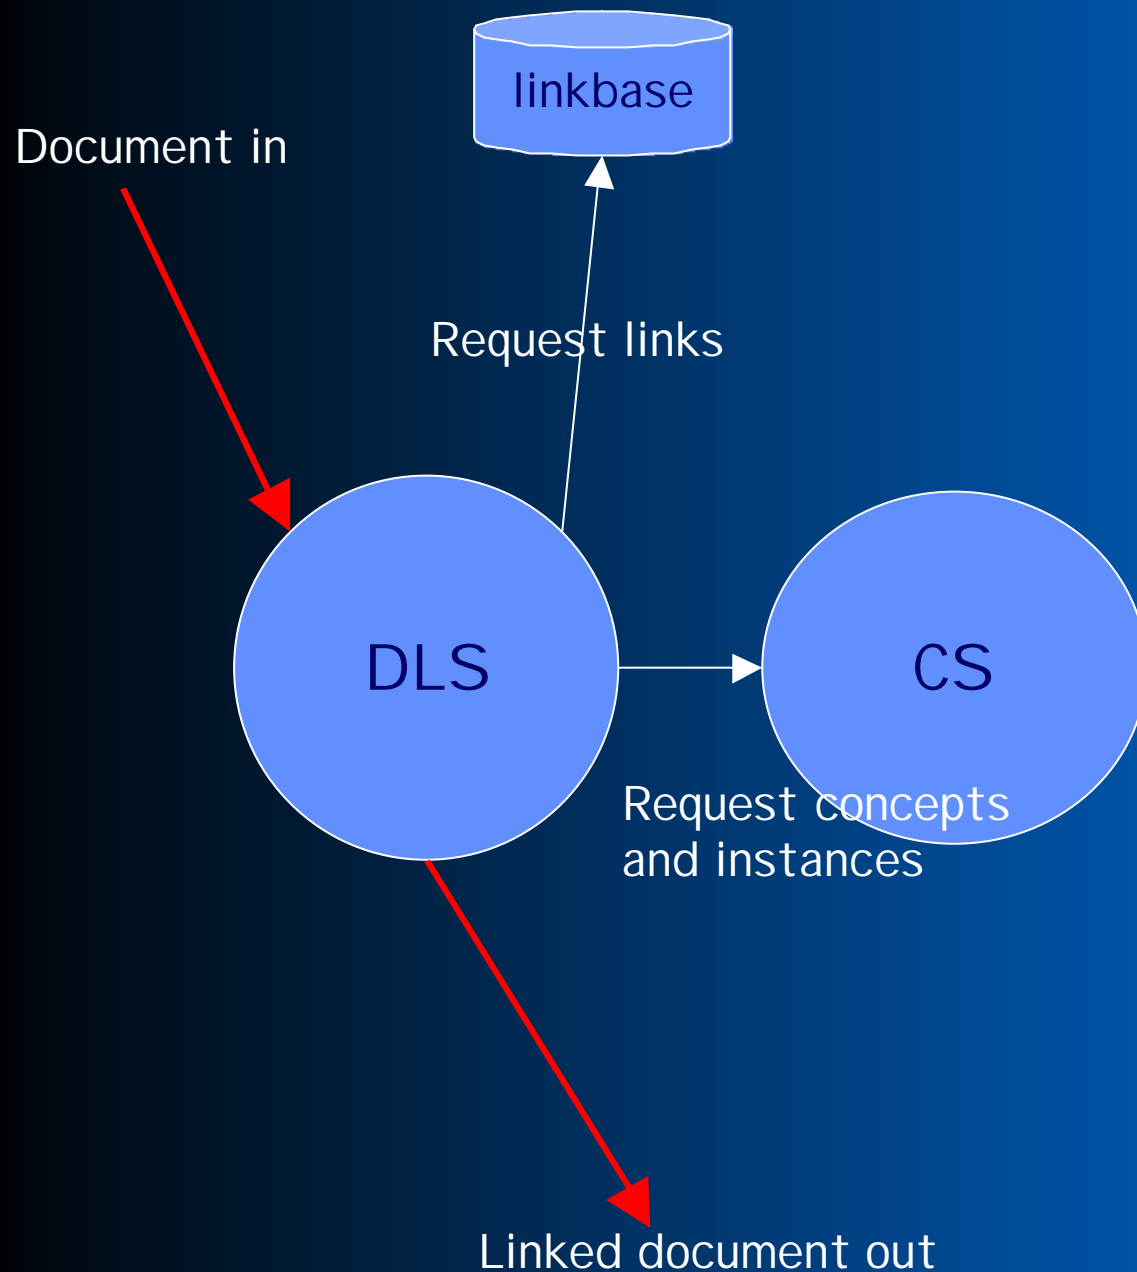 linkbase
Document in
Request links
DLS
CS
Request concepts
and instances
Linked document out